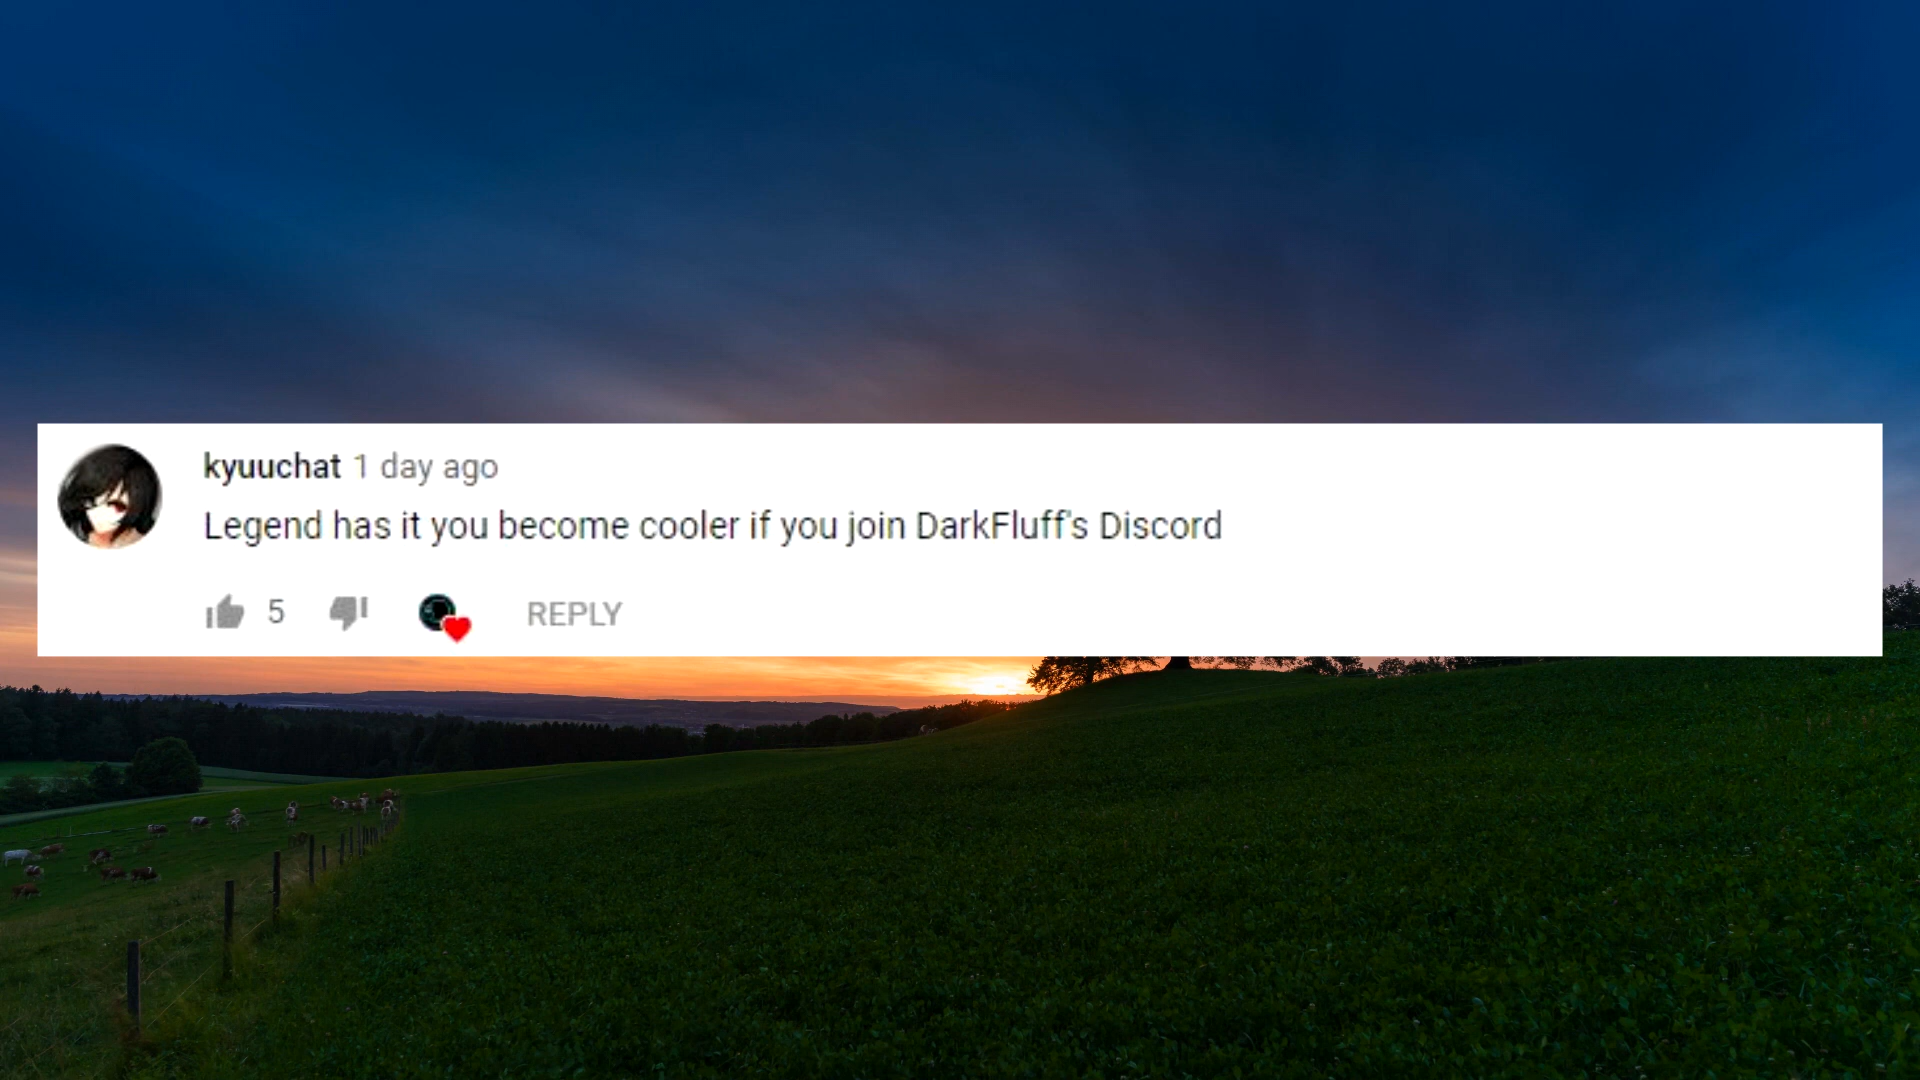 kyuuchat 1 day ago
Legend has it you become cooler if you join DarkFluff's Discord
5 REPLY